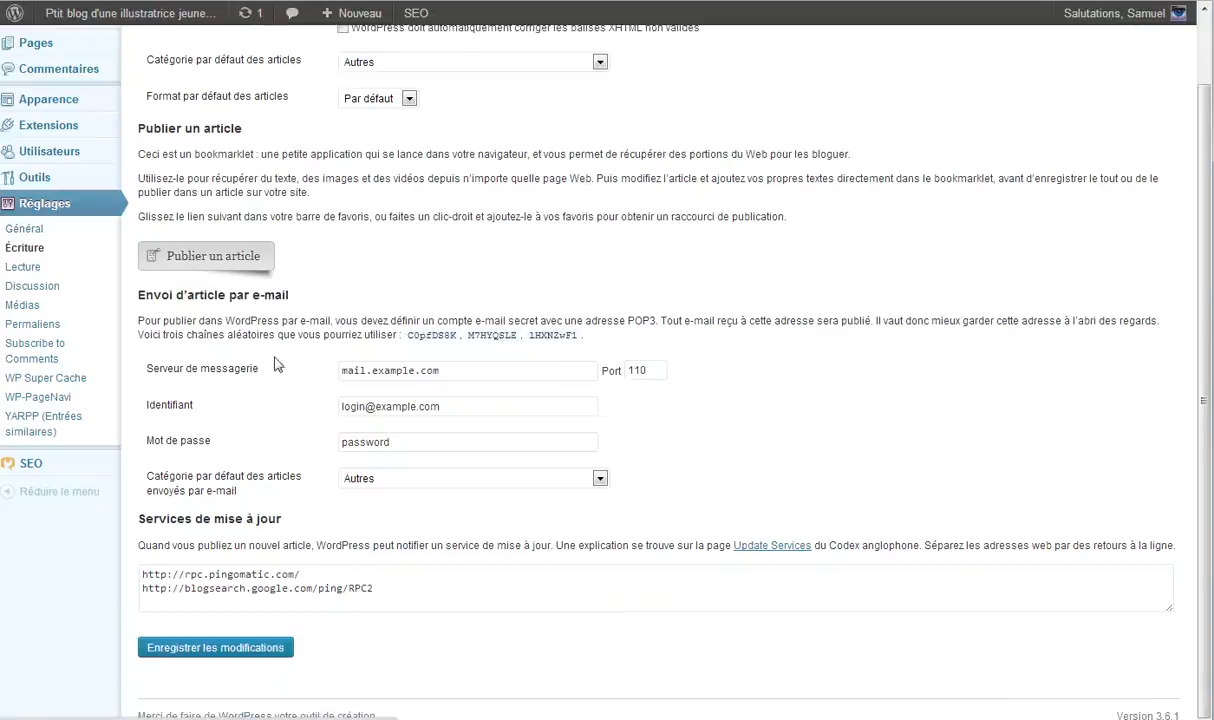 Ptit blog d'une illustratrice jeune... 1 Nouveau SEO Salutations, Samuel
Pages
Commentaires
Apparence
Extensions
Utilisateurs
Outils
Réglages
Général
Écriture
Lecture
Discussion
Médias
Permaliens
Subscribe to
Comments
WP Super Cache
WP-PageNavi
YARPP (Entrées
similaires)
SEO
Réduire le menu
WordPress doit automatiquement corriger les balises XHTML non valides
Catégorie par défaut des articles Autres
Format par défaut des articles Par défaut
Publier un article
Ceci est un bookmarklet : une petite application qui se lance dans votre navigateur, et vous permet de récupérer des portions du Web pour les bloguer.
Utilisez-le pour récupérer du texte, des images et des vidéos depuis n'importe quelle page Web. Puis modifiez l'article et ajoutez vos propres textes directement dans le bookmarklet, avant d'enregistrer le tout ou de le
publier dans un article sur votre site.
Glissez le lien suivant dans votre barre de favoris, ou faites un clic-droit et ajoutez-le à vos favoris pour obtenir un raccourci de publication.
Publier un article
Envoi d'article par e-mail
Pour publier dans WordPress par e-mail, vous devez définir un compte e-mail secret avec une adresse POP3. Tout e-mail reçu à cette adresse sera publié. Il vaut donc mieux garder cette adresse à l'abri des regards.
Voici trois chaînes aléatoires que vous pourriez utiliser : C0pfDS8K , M7HYQSLE , lHXNZwF1 .
Serveur de messagerie mail.example.com Port 110
Identifiant login@example.com
Mot de passe password
Catégorie par défaut des articles
envoyés par e-mail Autres
Services de mise à jour
Quand vous publiez un nouvel article, WordPress peut notifier un service de mise à jour. Une explication se trouve sur la page Update Services du Codex anglophone. Séparez les adresses web par des retours à la ligne.
http://rpc.pingomatic.com/
http://blogsearch.google.com/ping/RPC2
Enregistrer les modifications
Merci de faire de WordPress votre outil de création. Version 3.6.1